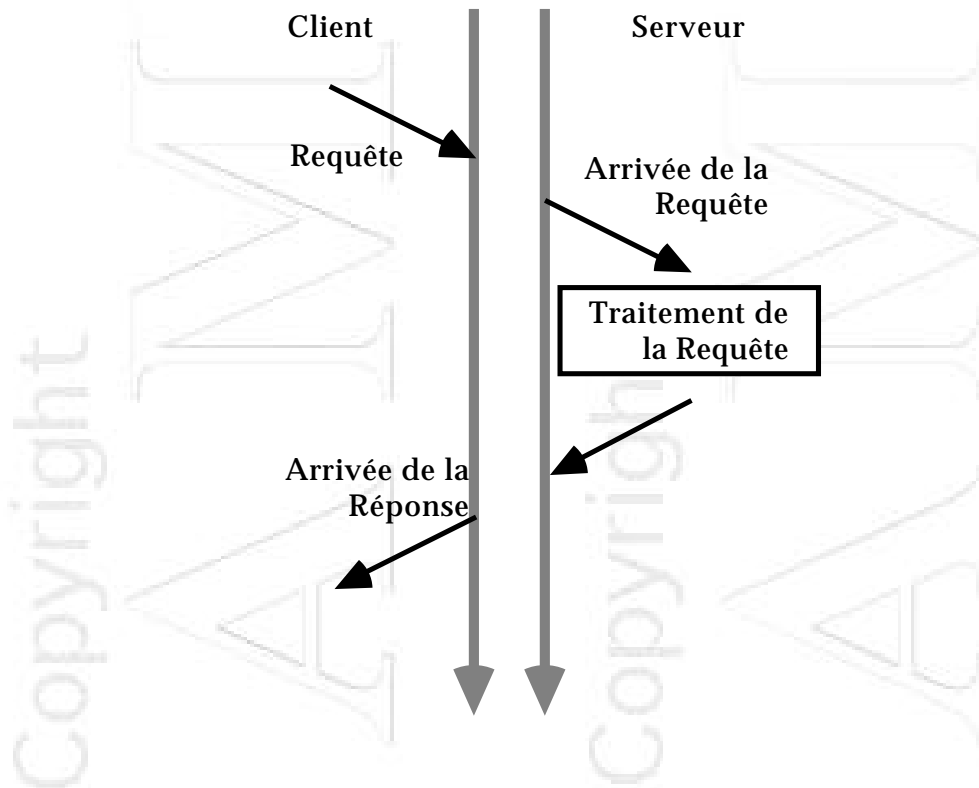 Client
Serveur
Requête
Arrivée de la
Requête
Traitement de
la Requête
Arrivée de la
Réponse
Copyright
Copyright